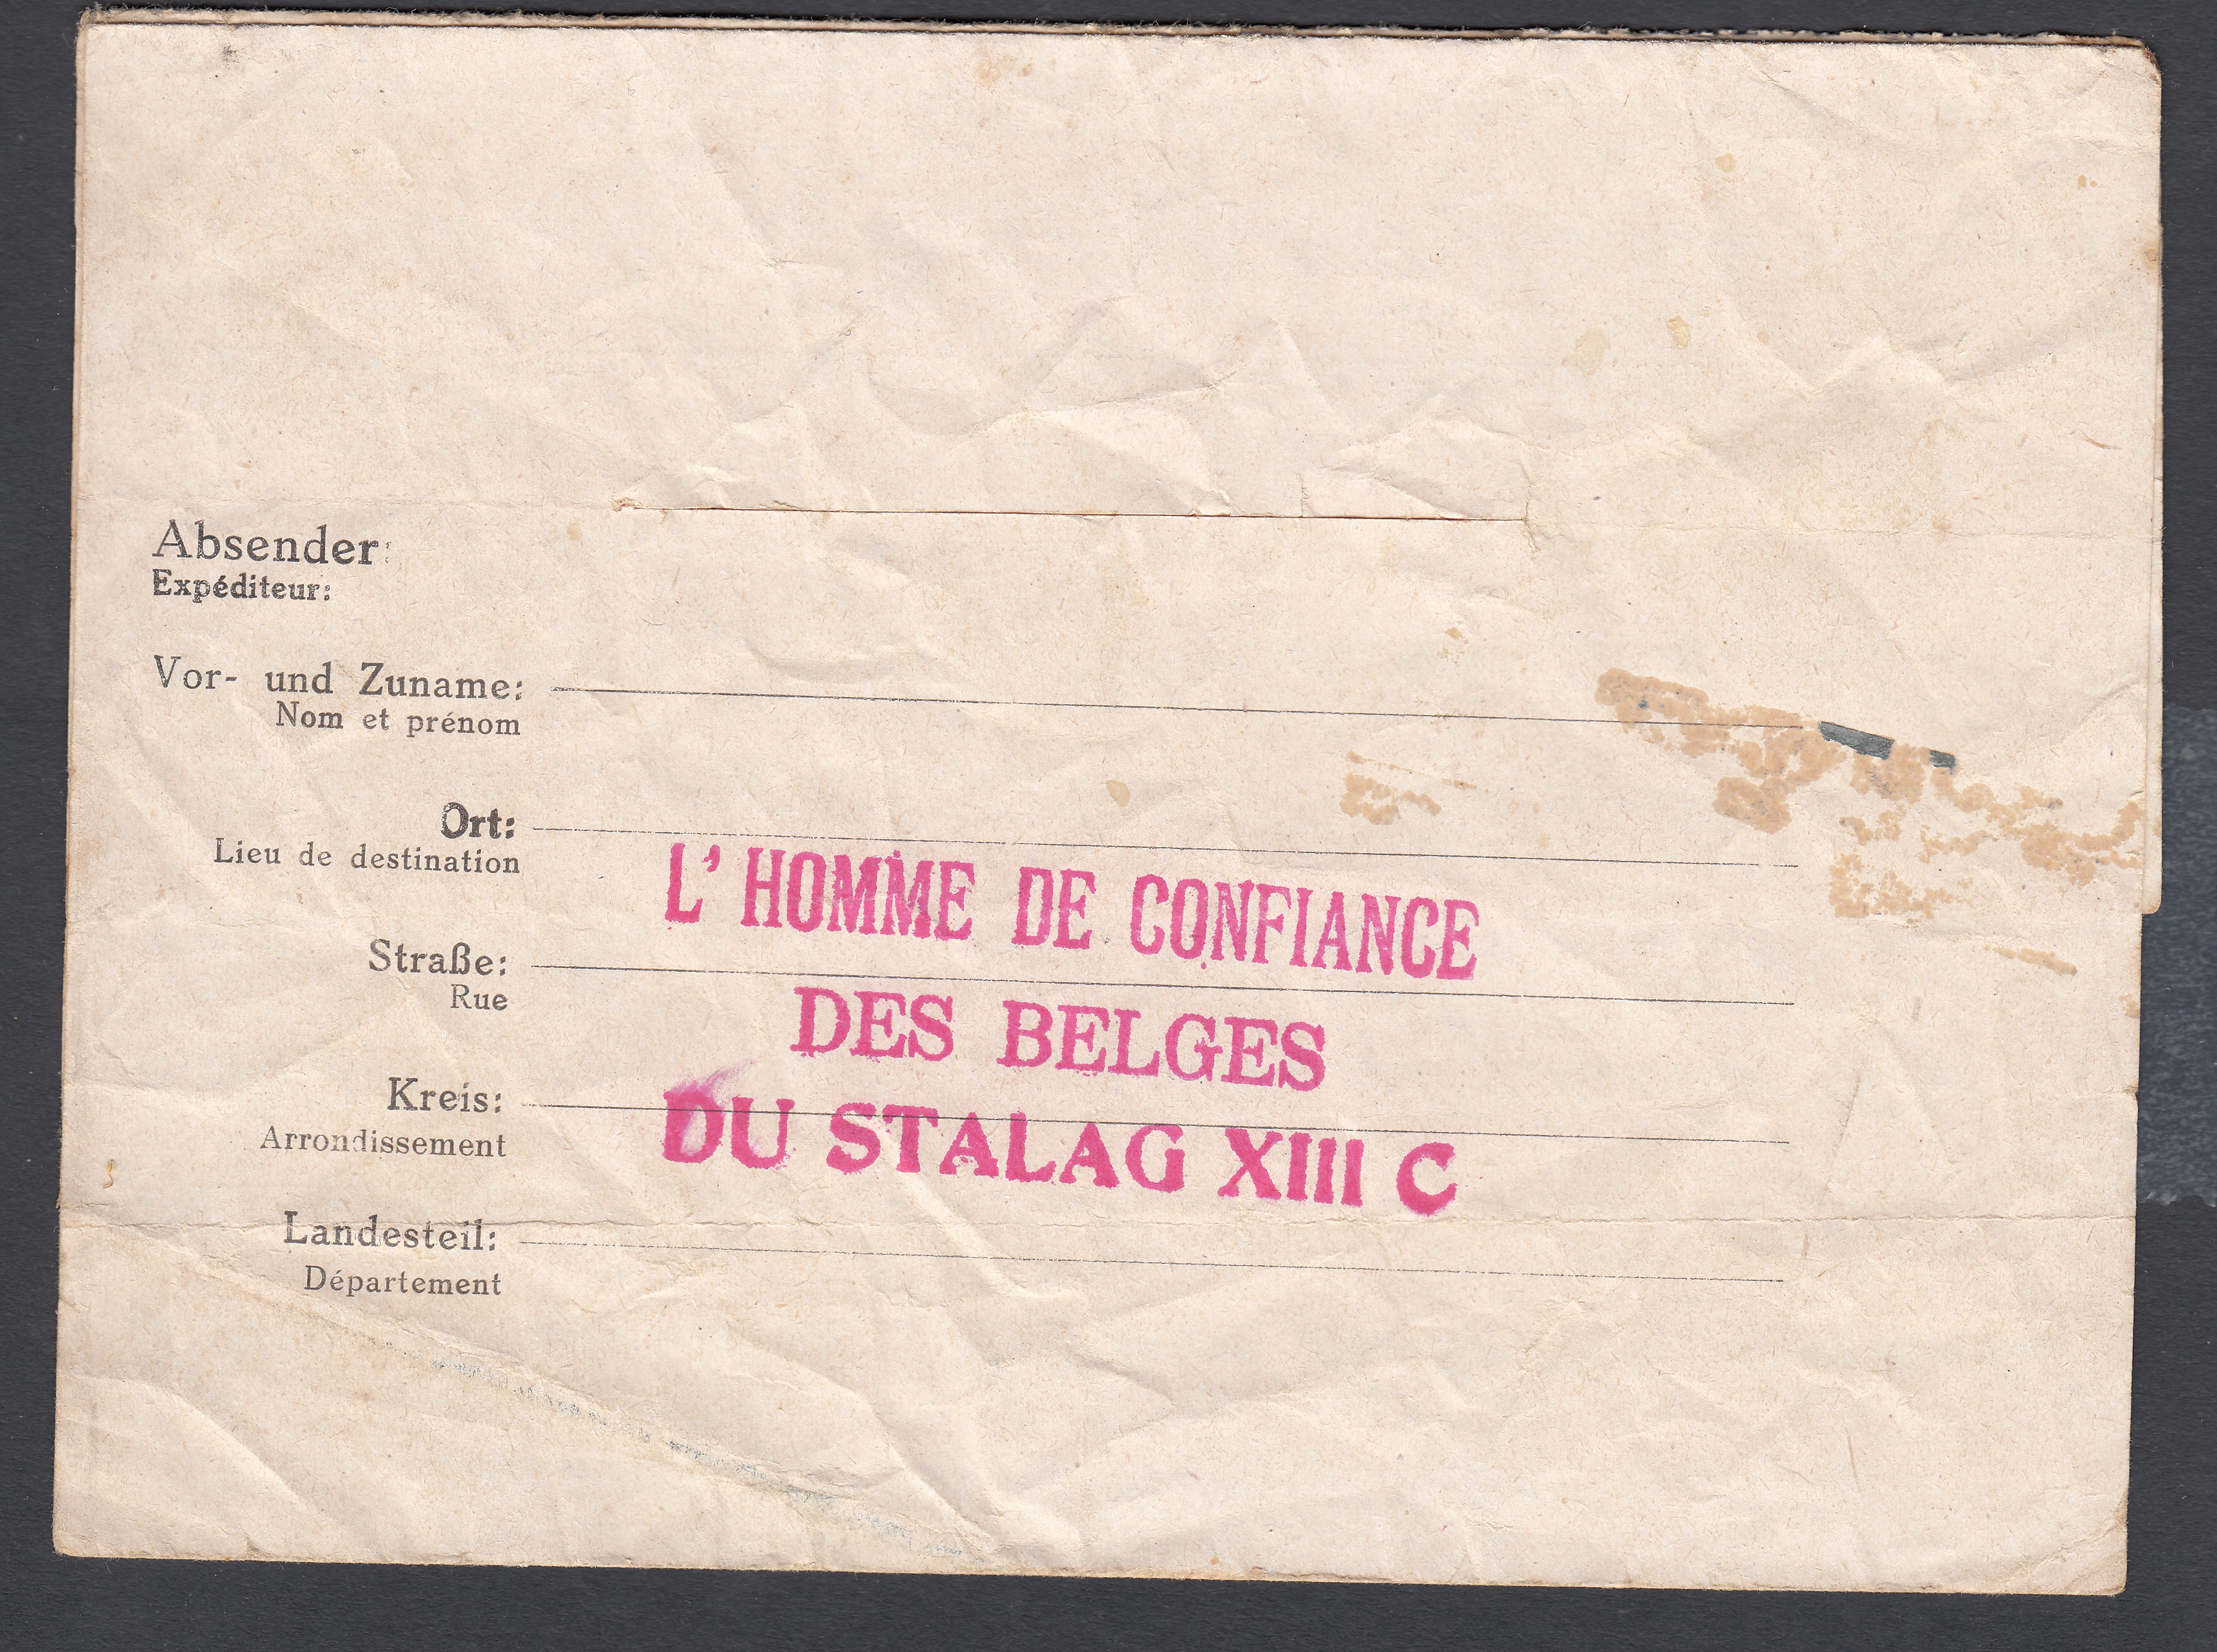 Absender:
Expéditeur:
Vor- und Zuname:
Nom et prénom
Ort:
Lieu de destination
L' HOMME DE CONFIANCE
Straße:
Rue
DES BELGES
Kreis:
Arrondissement
DU STALAG XIII C
Landesteil:
Département